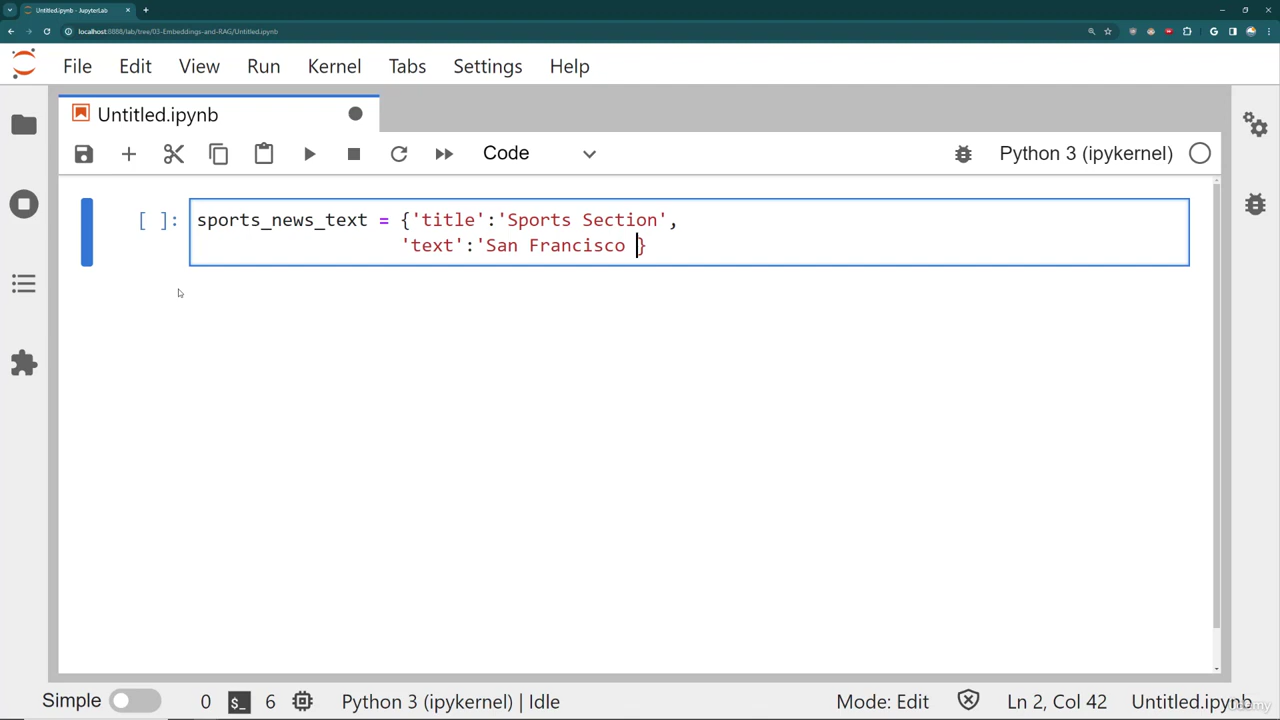 Untitled.ipynb - JupyterLab
localhost:8888/lab/tree/03-Embeddings-and-RAG/Untitled.ipynb
File Edit View Run Kernel Tabs Settings Help
Untitled.ipynb
Code
Python 3 (ipykernel)
[ ]: sports_news_text = {'title':'Sports Section',
'text':'San Francisco }
Simple 0 6 Python 3 (ipykernel) | Idle Mode: Edit Ln 2, Col 42 Untitled.ipynb
Udemy